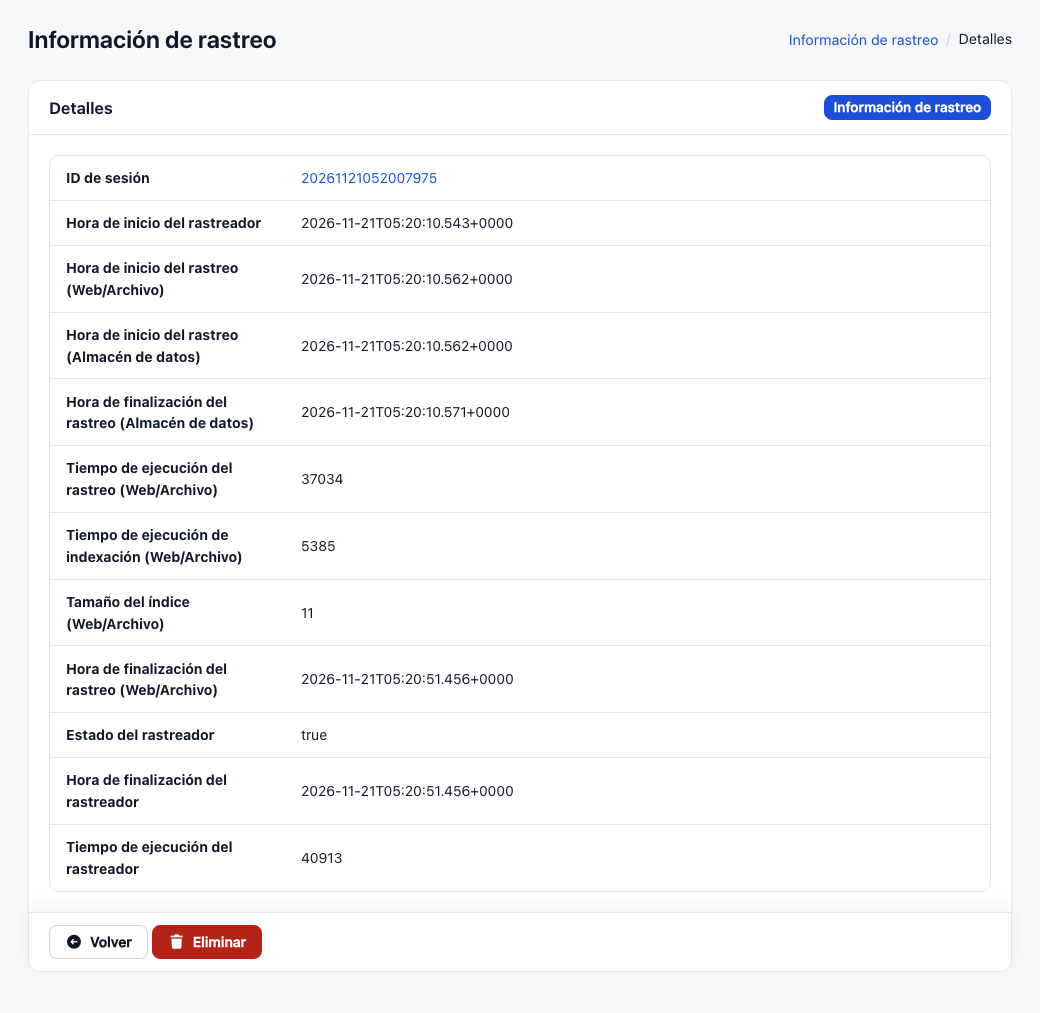 Información de rastreo
Información de rastreo / Detalles
Detalles
Información de rastreo
ID de sesión
20261121052007975
Hora de inicio del rastreador
2026-11-21T05:20:10.543+0000
Hora de inicio del rastreo
(Web/Archivo)
2026-11-21T05:20:10.562+0000
Hora de inicio del rastreo
(Almacén de datos)
2026-11-21T05:20:10.562+0000
Hora de finalización del
rastreo (Almacén de datos)
2026-11-21T05:20:10.571+0000
Tiempo de ejecución del
rastreo (Web/Archivo)
37034
Tiempo de ejecución de
indexación (Web/Archivo)
5385
Tamaño del índice
(Web/Archivo)
11
Hora de finalización del
rastreo (Web/Archivo)
2026-11-21T05:20:51.456+0000
Estado del rastreador
true
Hora de finalización del
rastreador
2026-11-21T05:20:51.456+0000
Tiempo de ejecución del
rastreador
40913
Volver
Eliminar